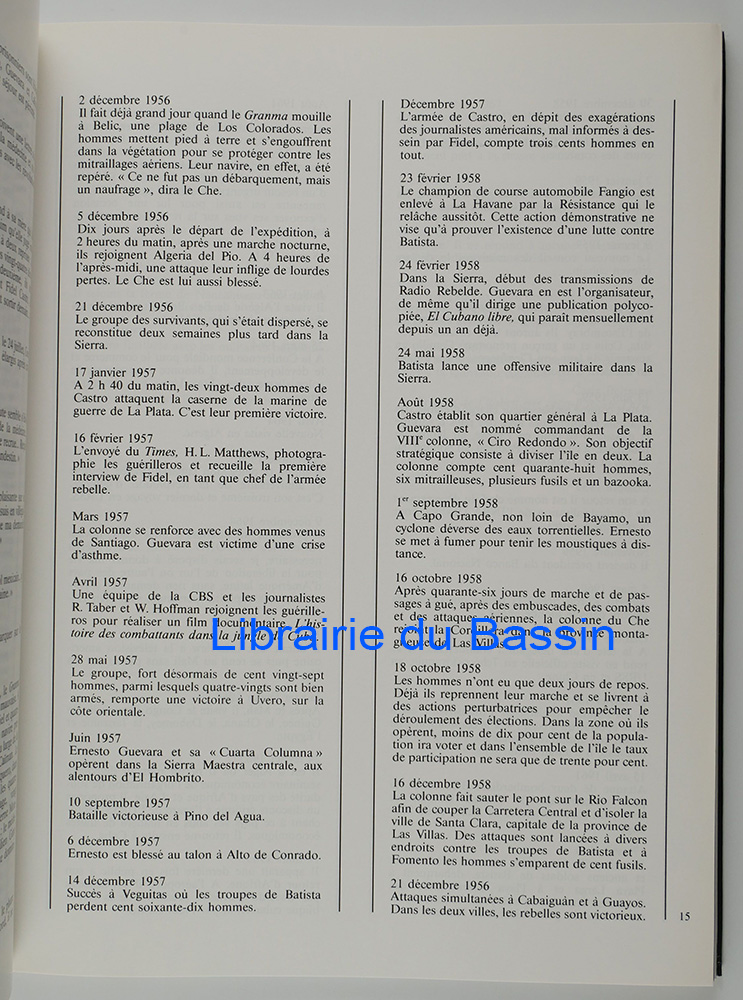 2 décembre 1956
Il fait déjà grand jour quand le Granma mouille
à Belic, une plage de Los Colorados. Les
hommes mettent pied à terre et s'engouffrent
dans la végétation pour se protéger contre les
mitraillages aériens. Leur navire, en effet, a été
repéré. « Ce ne fut pas un débarquement, mais
un naufrage », dira le Che.
5 décembre 1956
Dix jours après le départ de l'expédition, à
2 heures du matin, après une marche nocturne,
ils rejoignent Algeria del Pio. A 4 heures de
l'après-midi, une attaque leur inflige de lourdes
pertes. Le Che est lui aussi blessé.
21 décembre 1956
Le groupe des survivants, qui s'était dispersé, se
reconstitue deux semaines plus tard dans la
Sierra.
17 janvier 1957
A 2 h 40 du matin, les vingt-deux hommes de
Castro attaquent la caserne de la marine de
guerre de La Plata. C'est leur première victoire.
16 février 1957
L'envoyé du Times, H. L. Matthews, photogra-
phie les guérilleros et recueille la première
interview de Fidel, en tant que chef de l'armée
rebelle.
Mars 1957
La colonne se renforce avec des hommes venus
de Santiago. Guevara est victime d'une crise
d'asthme.
Avril 1957
Une équipe de la CBS et les journalistes
R. Taber et W. Hoffman rejoignent les guérille-
ros pour réaliser un film documentaire, L'his-
toire des combattants dans la jungle de Cuba.
28 mai 1957
Le groupe, fort désormais de cent vingt-sept
hommes, parmi lesquels quatre-vingts sont bien
armés, remporte une victoire à Uvero, sur la
côte orientale.
Juin 1957
Ernesto Guevara et sa « Cuarta Columna »
opèrent dans la Sierra Maestra centrale, aux
alentours d'El Hombrito.
10 septembre 1957
Bataille victorieuse à Pino del Agua.
6 décembre 1957
Ernesto est blessé au talon à Alto de Conrado.
14 décembre 1957
Succès à Veguitas où les troupes de Batista
perdent cent soixante-dix hommes.
Décembre 1957
L'armée de Castro, en dépit des exagérations
des journalistes américains, mal informés à des-
sein par Fidel, compte trois cents hommes en
tout.
23 février 1958
Le champion de course automobile Fangio est
enlevé à La Havane par la Résistance qui le
relâche aussitôt. Cette action démonstrative ne
vise qu'à prouver l'existence d'une lutte contre
Batista.
24 février 1958
Dans la Sierra, début des transmissions de
Radio Rebelde. Guevara en est l'organisateur,
de même qu'il dirige une publication polyco-
piée, El Cubano libre, qui paraît mensuellement
depuis un an déjà.
24 mai 1958
Batista lance une offensive militaire dans la
Sierra.
Août 1958
Castro établit son quartier général à La Plata.
Guevara est nommé commandant de la
VIIIe colonne, « Ciro Redondo ». Son objectif
stratégique consiste à diviser l'île en deux. La
colonne compte cent quarante-huit hommes,
six mitrailleuses, plusieurs fusils et un bazooka.
1er septembre 1958
A Capo Grande, non loin de Bayamo, un
cyclone déverse des eaux torrentielles. Ernesto
se met à fumer pour tenir les moustiques à dis-
tance.
16 octobre 1958
Après quarante-six jours de marche et de pas-
sages à gué, après des embuscades, des combats
et des attaques aériennes, la colonne du Che
rejoint la Cordillera dans la province monta-
gneuse de Las Villas.
18 octobre 1958
Les hommes n'ont eu que deux jours de repos.
Déjà ils reprennent leur marche et se livrent à
des actions perturbatrices pour empêcher le
déroulement des élections. Dans la zone où ils
opèrent, moins de dix pour cent de la popula-
tion ira voter et dans l'ensemble de l'île le taux
de participation ne sera que de trente pour cent.
16 décembre 1958
La colonne fait sauter le pont sur le Rio Falcon
afin de couper la Carretera Central et d'isoler la
ville de Santa Clara, capitale de la province de
Las Villas. Des attaques sont lancées à divers
endroits contre les troupes de Batista et à
Fomento les hommes s'emparent de cent fusils.
21 décembre 1956
Attaques simultanées à Cabaiguán et à Guayos.
Dans les deux villes, les rebelles sont victorieux.
15
Librairie du Bassin